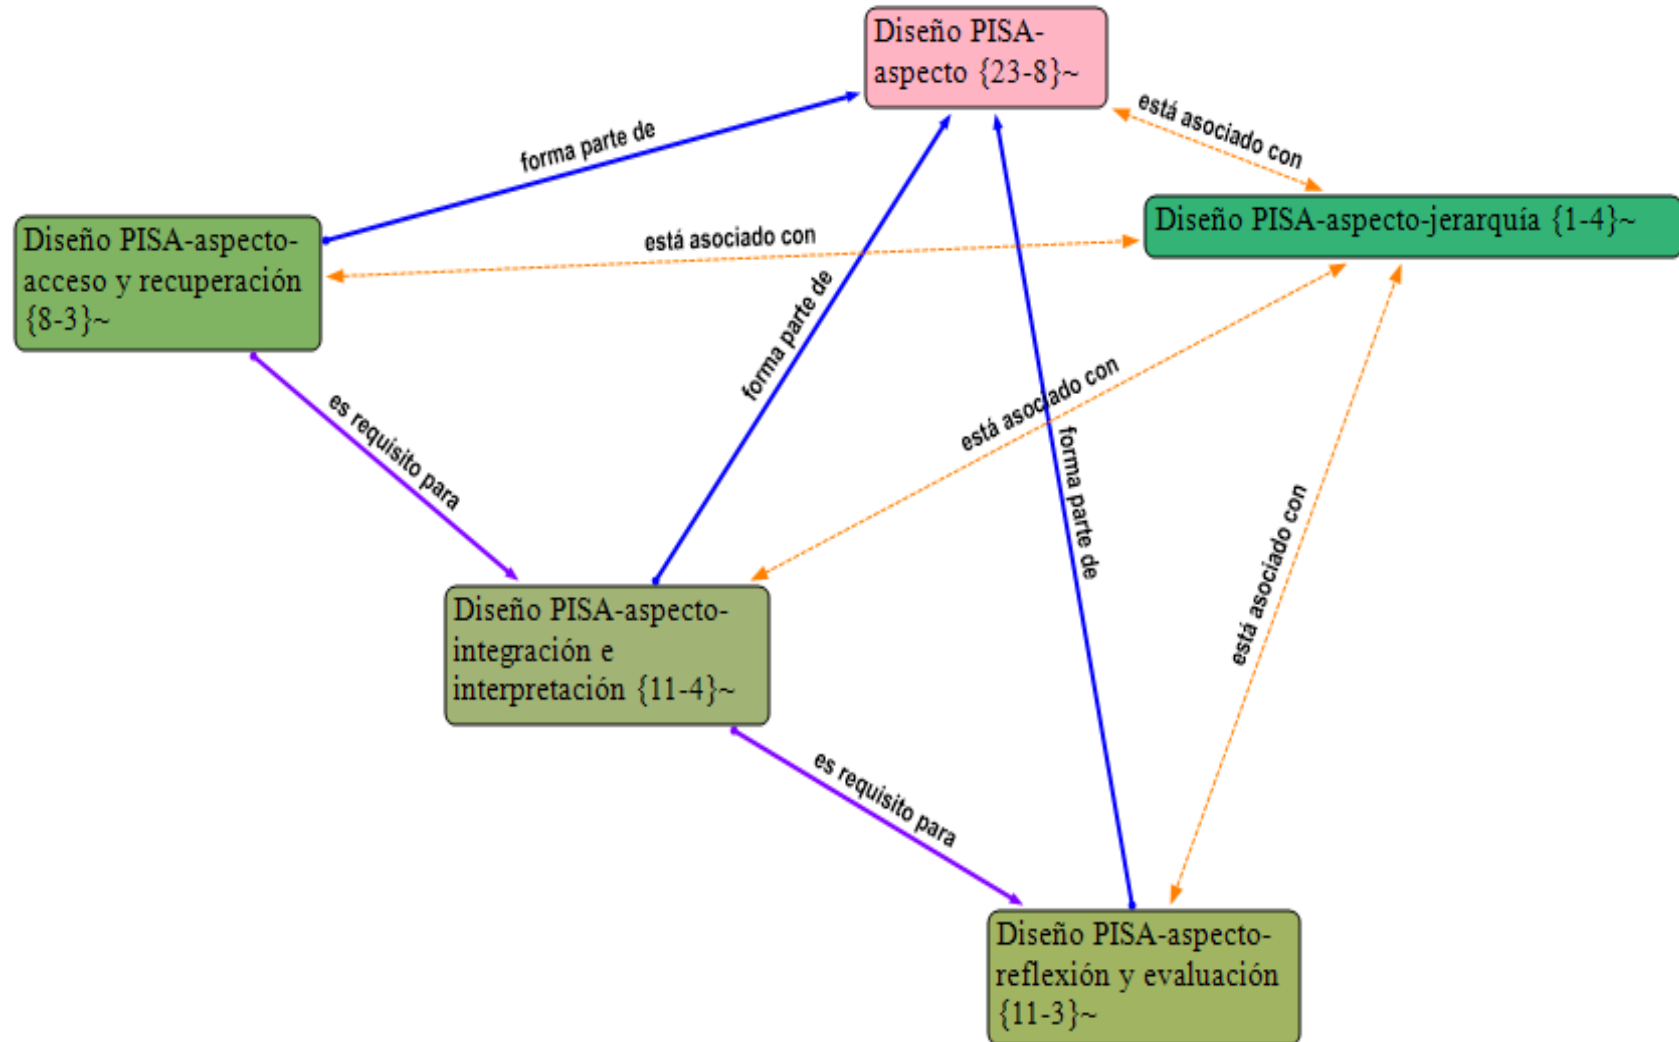 Diseño PISA-
aspecto {23-8}~
está asociado con
forma parte de
Diseño PISA-aspecto-jerarquía {1-4}~
Diseño PISA-aspecto-
acceso y recuperación
{8-3}~
está asociado con
forma parte de
es requisito para
está asociado con
forma parte de
está asociado con
Diseño PISA-aspecto-
integración e
interpretación {11-4}~
es requisito para
Diseño PISA-aspecto-
reflexión y evaluación
{11-3}~